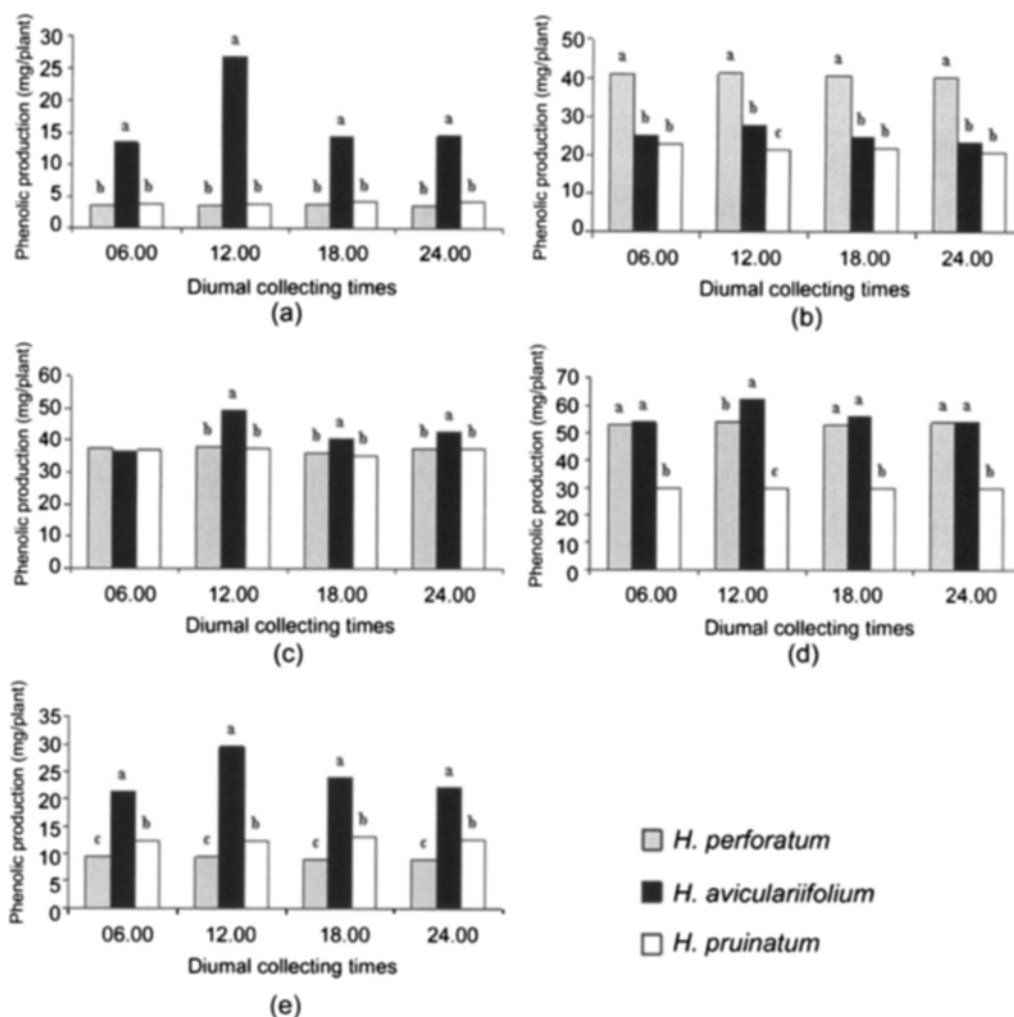 Phenolic production (mg/plant)
30
25
20
15
10
5
0
a
a
a
a
b
b
b
b
b
b
b
b
06.00
12.00
18.00
24.00
Diumal collecting times
(a)
Phenolic production (mg/plant)
50
40
30
20
10
0
a
a
a
a
b
b
b
c
b
b
b
b
06.00
12.00
18.00
24.00
Diumal collecting times
(b)
Phenolic production (mg/plant)
60
50
40
30
20
10
0
b
a
b
b
a
b
b
a
b
06.00
12.00
18.00
24.00
Diumal collecting times
(c)
Phenolic production (mg/plant)
70
60
50
40
30
20
10
0
a
a
b
b
a
c
a
a
b
a
a
b
06.00
12.00
18.00
24.00
Diumal collecting times
(d)
Phenolic production (mg/plant)
35
30
25
20
15
10
5
0
c
a
b
c
a
b
c
a
b
c
a
b
06.00
12.00
18.00
24.00
Diumal collecting times
(e)
H. perforatum
H. aviculariifolium
H. pruinatum